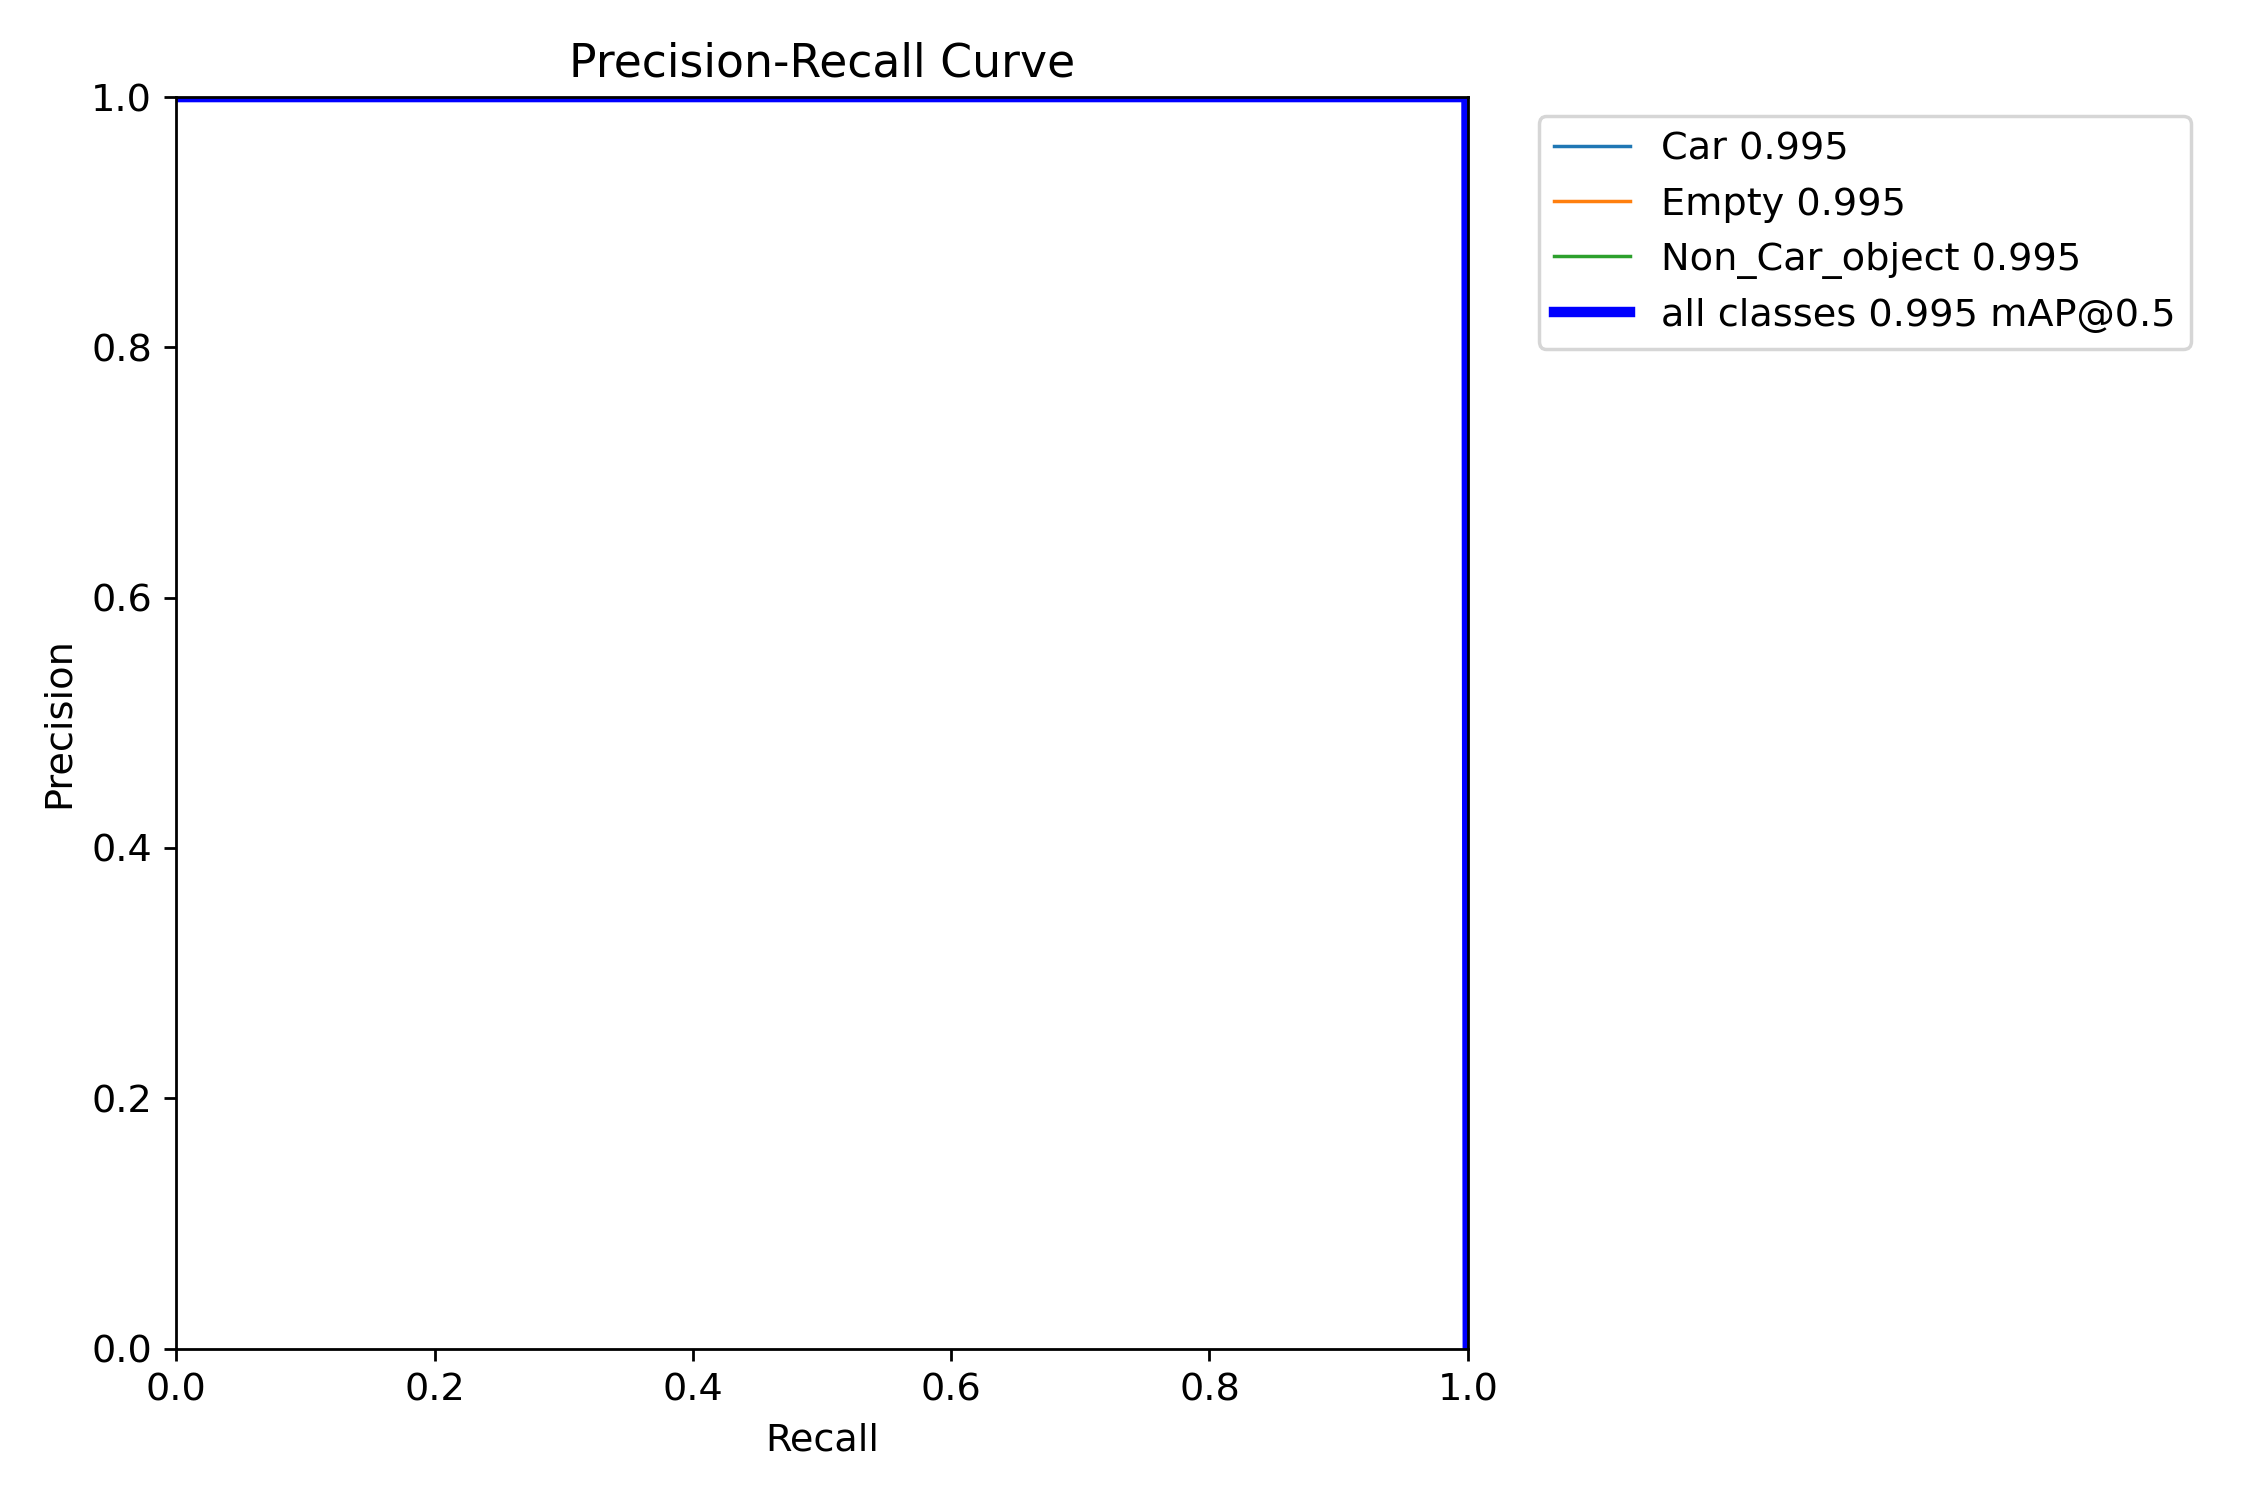 Precision-Recall Curve
1.0
0.8
0.6
0.4
0.2
0.0
Precision
0.0 0.2 0.4 0.6 0.8 1.0
Recall
Car 0.995
Empty 0.995
Non_Car_object 0.995
all classes 0.995 mAP@0.5